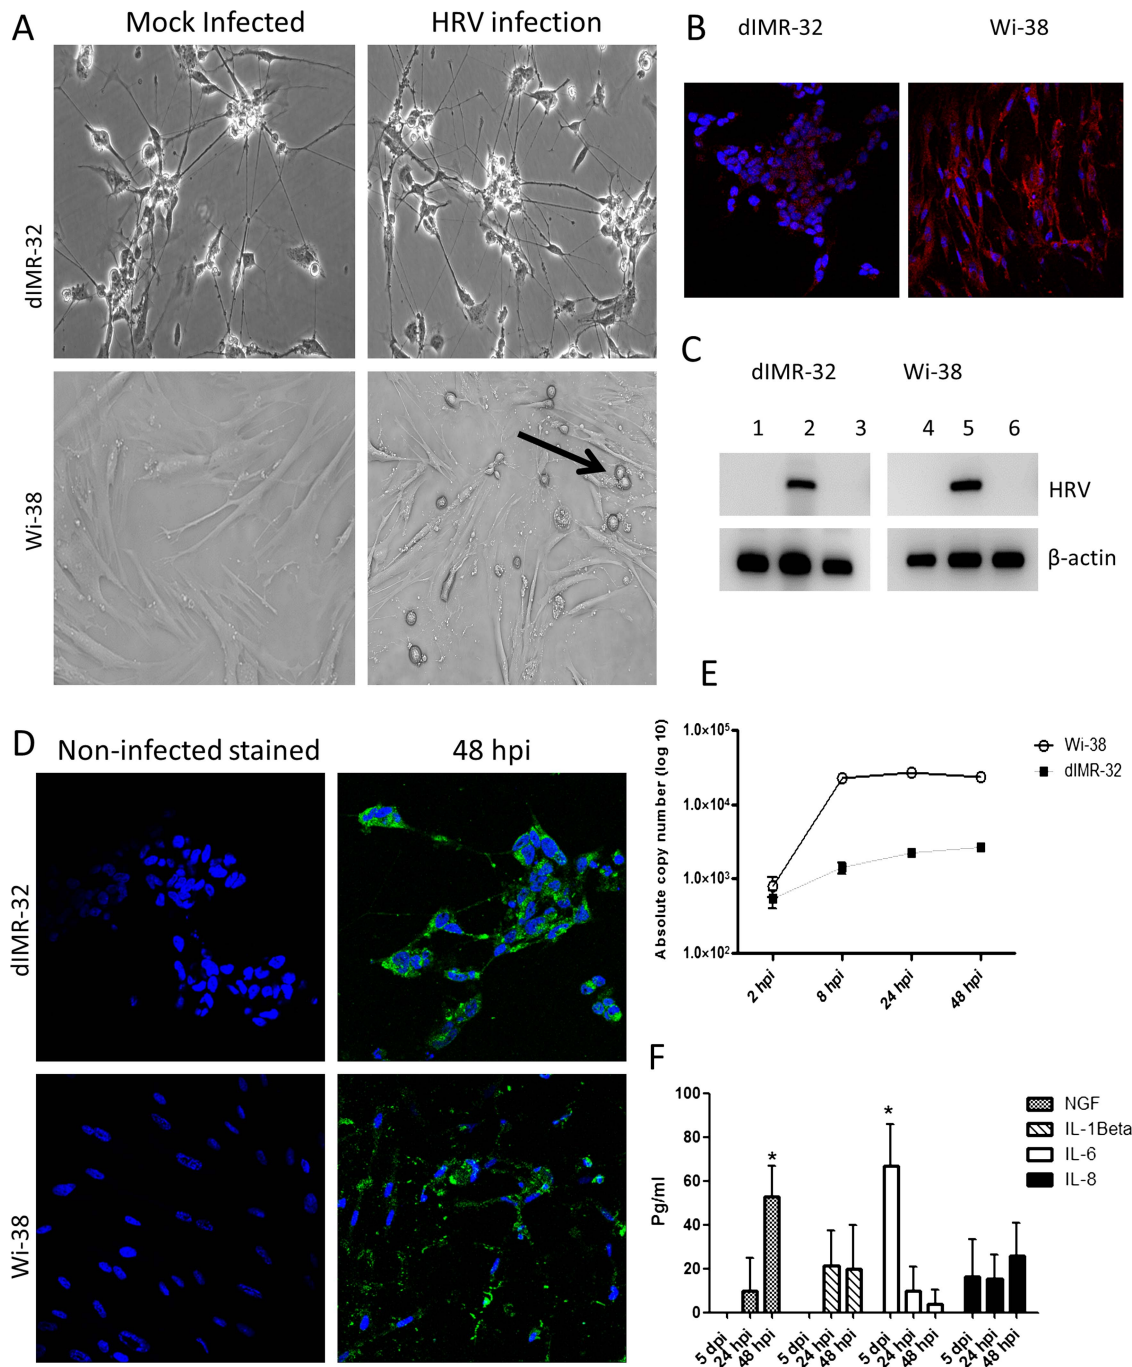 A
Mock Infected
HRV infection
dIMR-32
Wi-38
B
dIMR-32
Wi-38
C
dIMR-32
Wi-38
1 2 3 4 5 6
HRV
β-actin
D
Non-infected stained
48 hpi
dIMR-32
Wi-38
E
Absolute copy number (log 10)
1.0×10⁵
1.0×10⁴
1.0×10³
1.0×10²
2 hpi
8 hpi
24 hpi
48 hpi
Wi-38
dIMR-32
F
Pg/ml
100
80
60
40
20
0
*
*
5 dpi
24 hpi
48 hpi
5 dpi
24 hpi
48 hpi
5 dpi
24 hpi
48 hpi
5 dpi
24 hpi
48 hpi
NGF
IL-1Beta
IL-6
IL-8